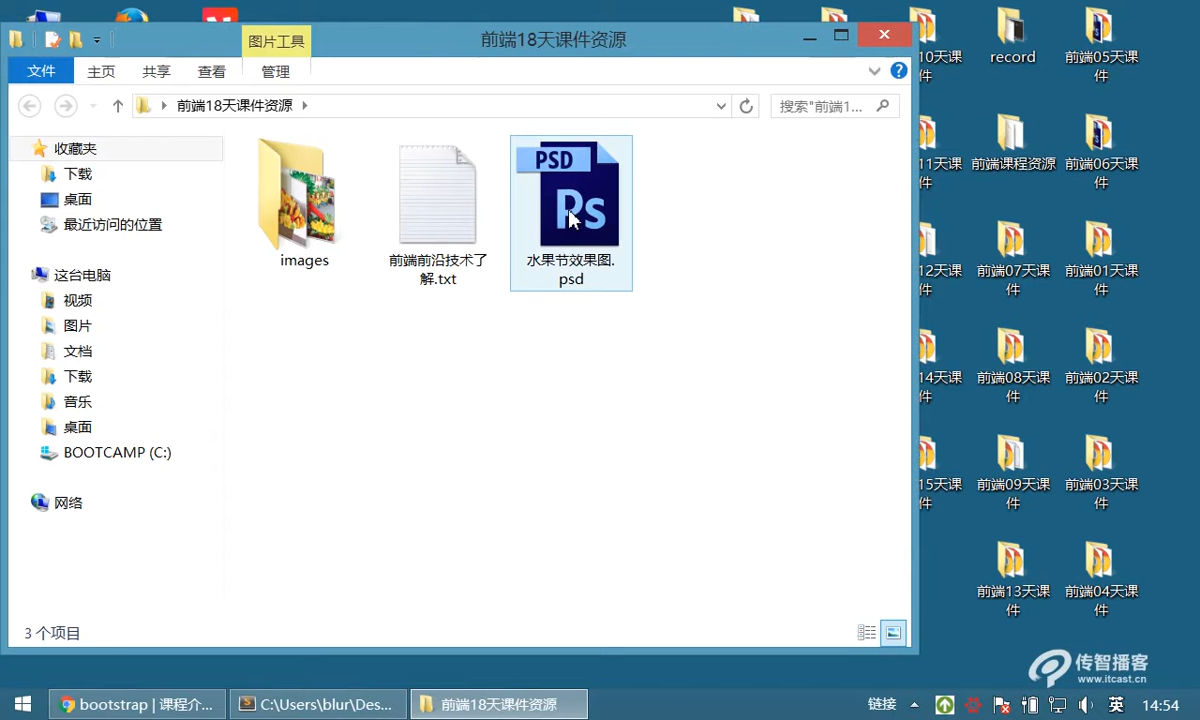 图片工具
前端18天课件资源
文件
主页
共享
查看
管理
前端18天课件资源
搜索"前端1...
收藏夹
下载
桌面
最近访问的位置
这台电脑
视频
图片
文档
下载
音乐
桌面
BOOTCAMP (C:)
网络
images
前端前沿技术了
解.txt
PSD
Ps
水果节效果图.
psd
3 个项目
10天课
件
record
前端05天课
件
11天课
件
前端课程资源
前端06天课
件
12天课
件
前端07天课
件
前端01天课
件
14天课
件
前端08天课
件
前端02天课
件
15天课
件
前端09天课
件
前端03天课
件
前端13天课
件
前端04天课
件
传智播客
www.itcast.cn
bootstrap | 课程介...
C:\Users\blur\Des...
前端18天课件资源
链接
英
14:54